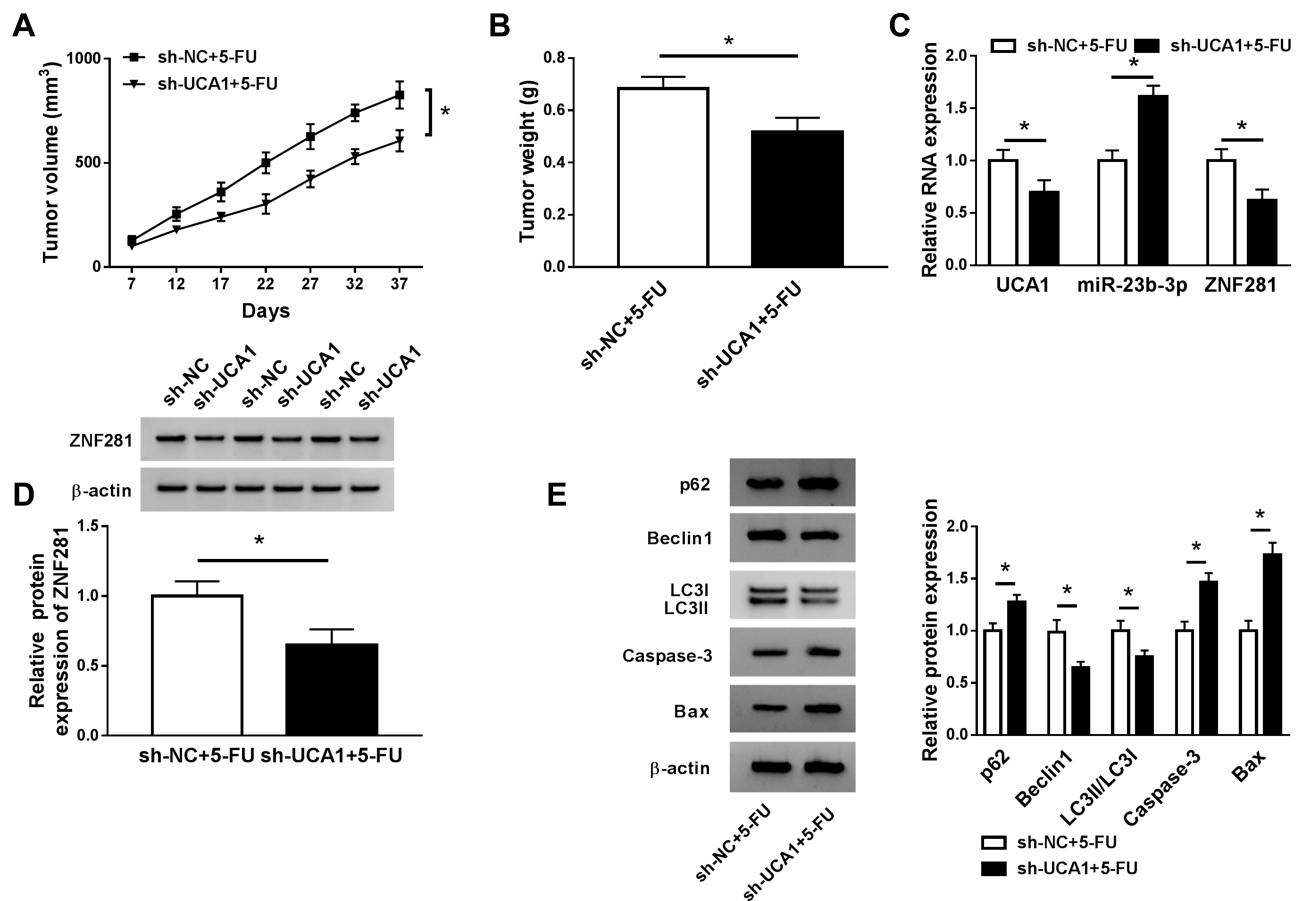 A
sh-NC+5-FU
sh-UCA1+5-FU
Tumor volume (mm3)
1000
500
0
7 12 17 22 27 32 37
Days
*
B
*
Tumor weight (g)
0.8
0.6
0.4
0.2
0.0
sh-NC+5-FU
sh-UCA1+5-FU
C
sh-NC+5-FU sh-UCA1+5-FU
Relative RNA expression
2.0
1.5
1.0
0.5
0.0
* * *
UCA1 miR-23b-3p ZNF281
D
sh-NC sh-UCA1 sh-NC sh-UCA1 sh-NC sh-UCA1
ZNF281
β-actin
Relative protein
expression of ZNF281
1.5
1.0
0.5
0.0
*
sh-NC+5-FU sh-UCA1+5-FU
E
p62
Beclin1
LC3I
LC3II
Caspase-3
Bax
β-actin
sh-NC+5-FU
sh-UCA1+5-FU
Relative protein expression
2.0
1.5
1.0
0.5
0.0
* * * * *
p62
Beclin1
LC3II/LC3I
Caspase-3
Bax
sh-NC+5-FU
sh-UCA1+5-FU